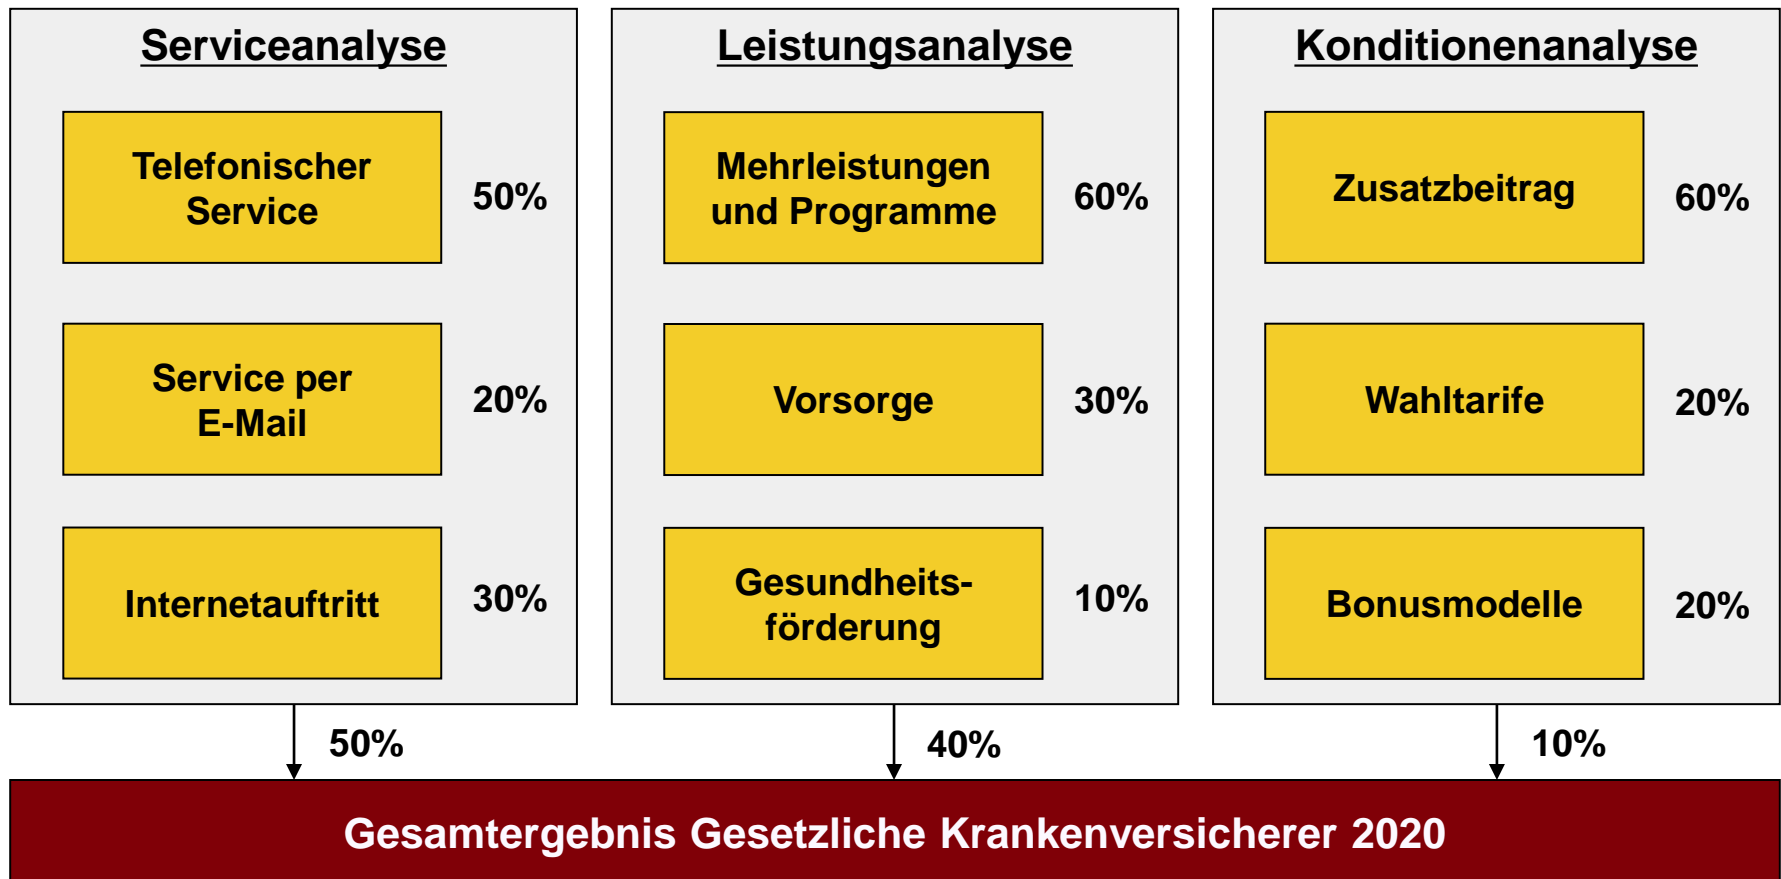 Serviceanalyse
Telefonischer
Service
50%
Service per
E-Mail
20%
Internetauftritt
30%
50%
Leistungsanalyse
Mehrleistungen
und Programme
60%
Vorsorge
30%
Gesundheits-
förderung
10%
40%
Konditionenanalyse
Zusatzbeitrag
60%
Wahltarife
20%
Bonusmodelle
20%
10%
Gesamtergebnis Gesetzliche Krankenversicherer 2020